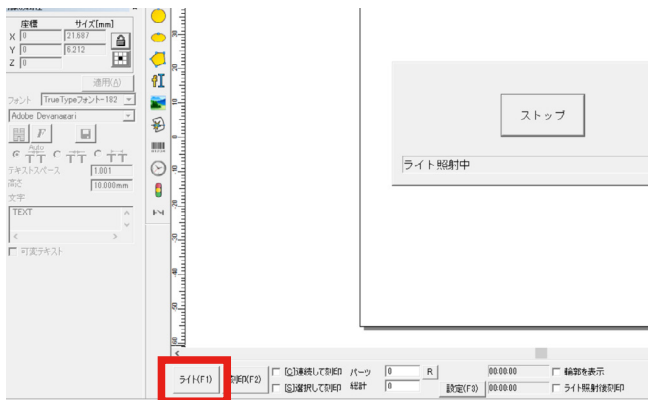 座標 サイズ[mm]
X 0 21.687
Y 0 6.212
Z 0
適用(A)
フォント TrueTypeフォント-182
Adobe Devanagari
F
Auto
テキストスペース 1.001
高さ 10.000mm
文字
TEXT
可変テキスト
ストップ
ライト照射中
ライト(F1) 刻印(F2) [C]連続して刻印 パーツ 0 R 00:00:00 輪郭を表示
[S]選択して刻印 総計 0 設定(F3) 00:00:00 ライト照射後刻印